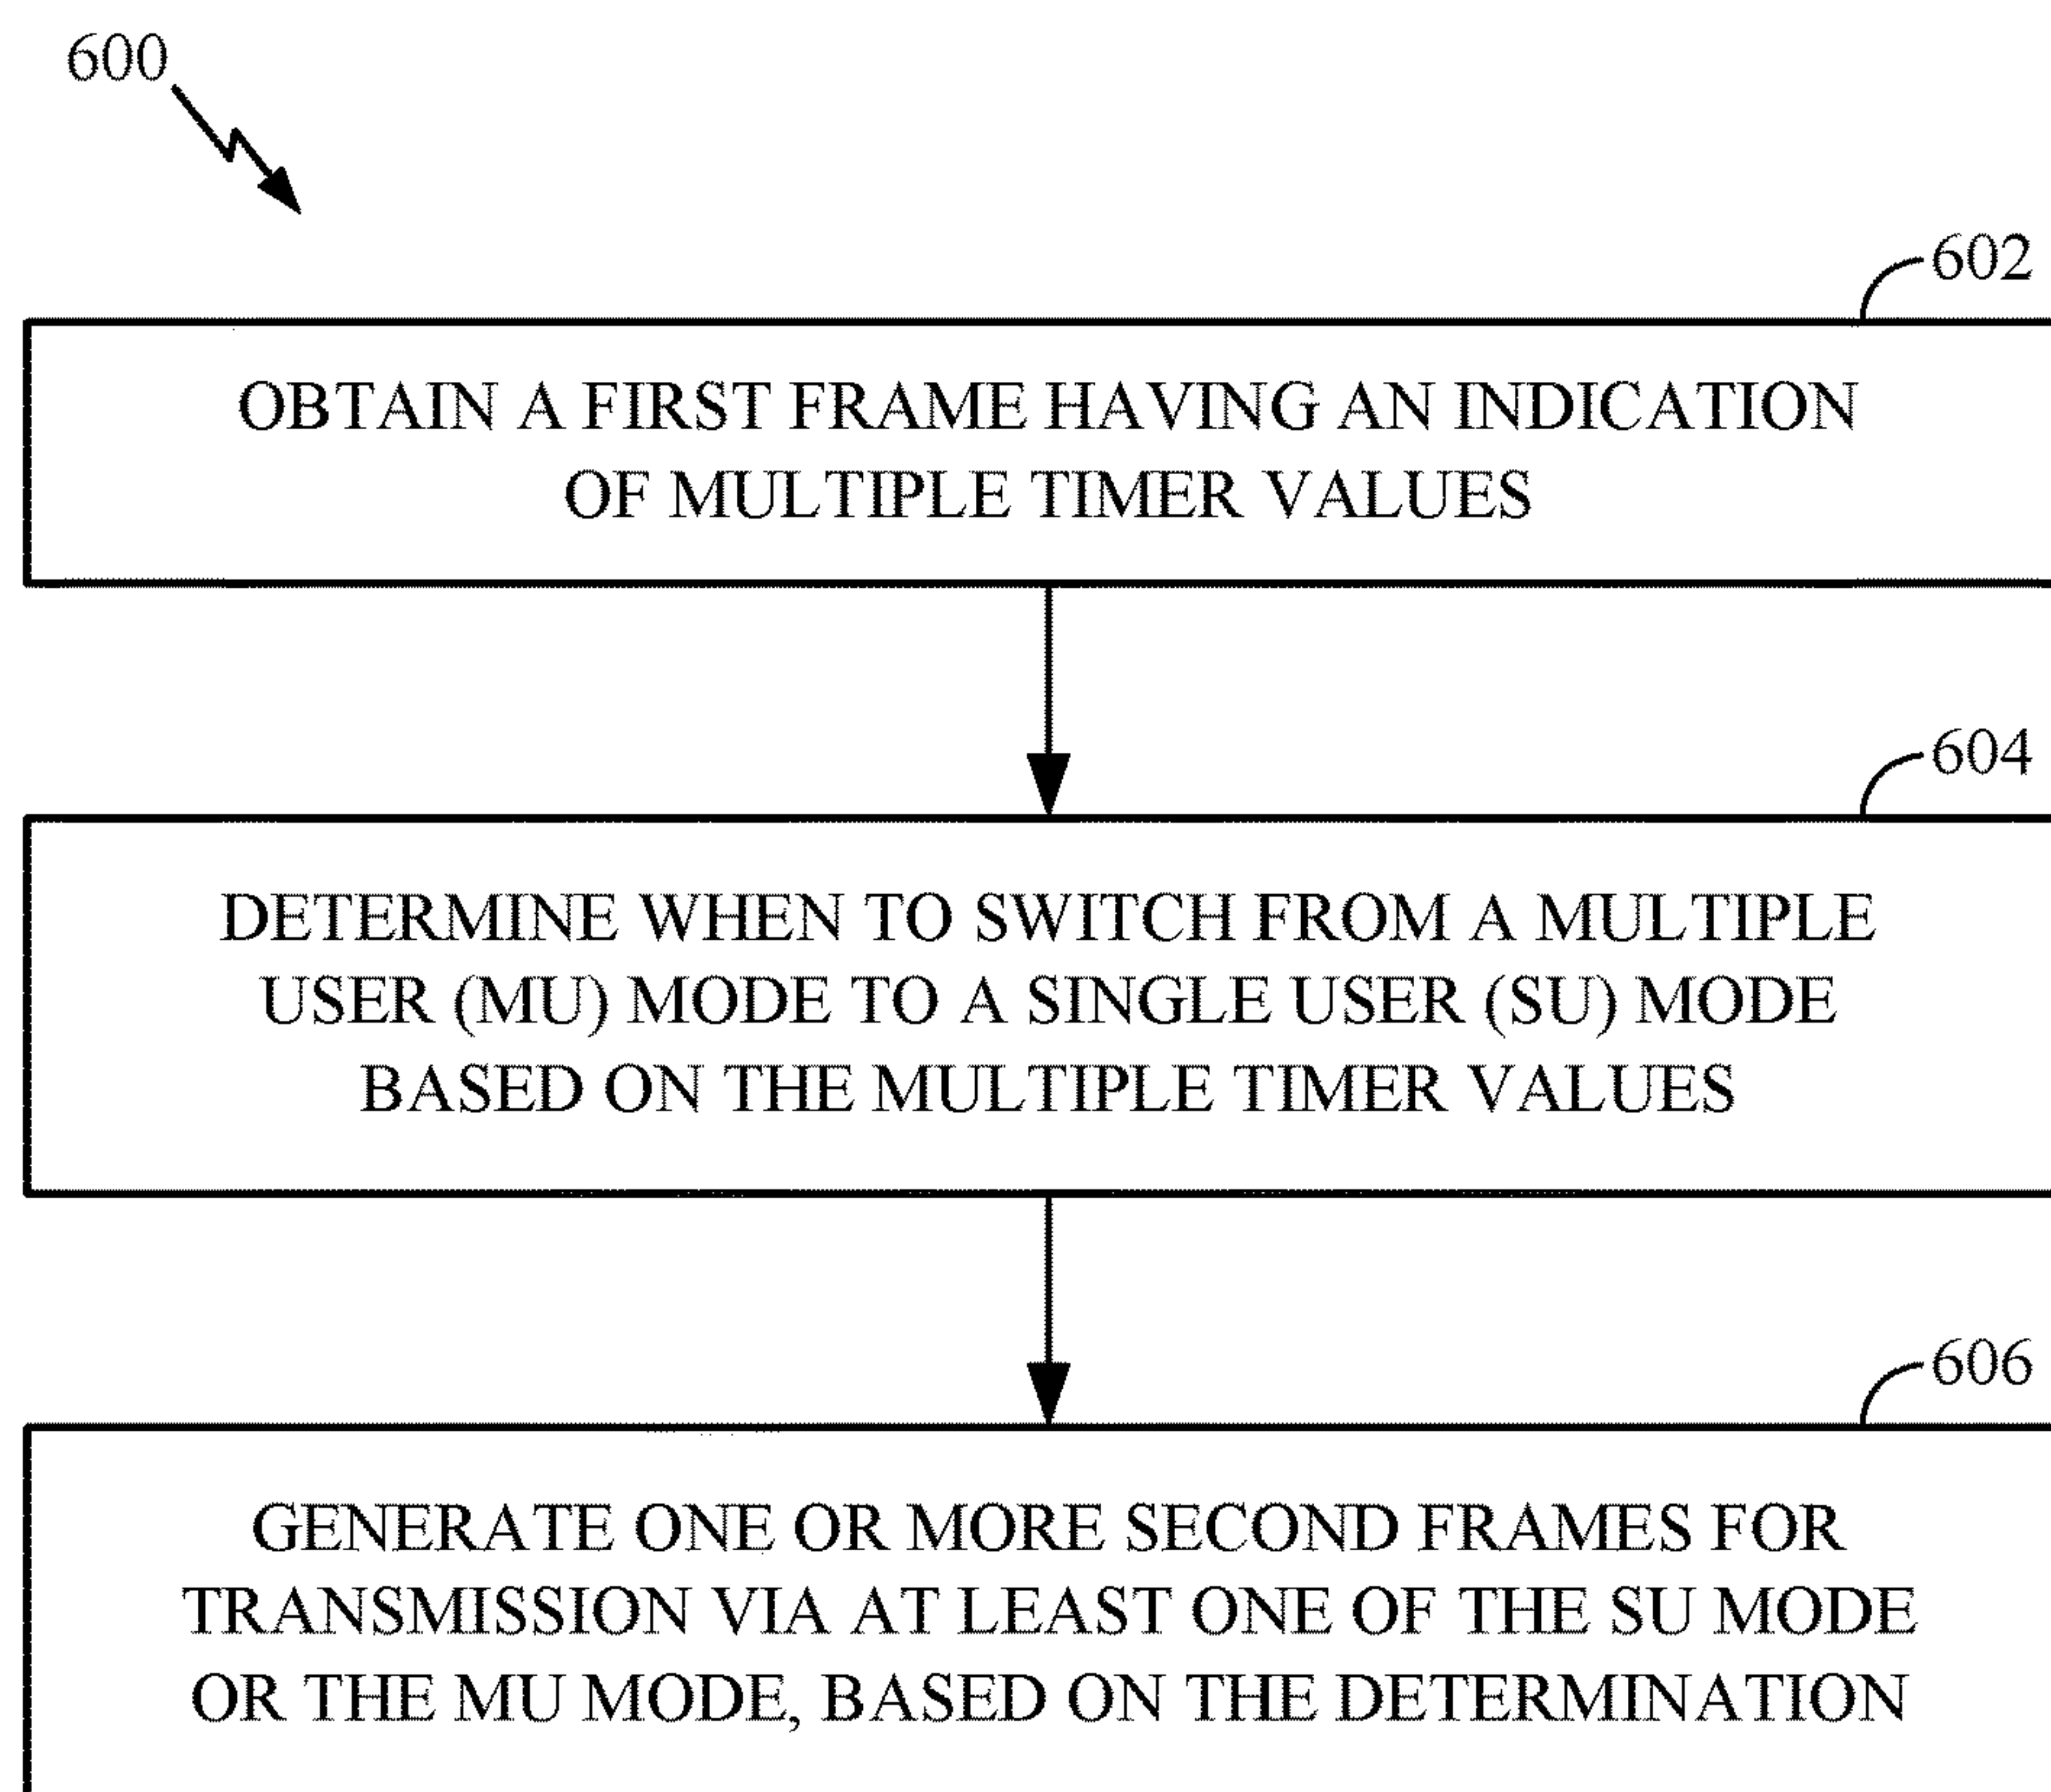 600
602
OBTAIN A FIRST FRAME HAVING AN INDICATION
OF MULTIPLE TIMER VALUES
604
DETERMINE WHEN TO SWITCH FROM A MULTIPLE
USER (MU) MODE TO A SINGLE USER (SU) MODE
BASED ON THE MULTIPLE TIMER VALUES
606
GENERATE ONE OR MORE SECOND FRAMES FOR
TRANSMISSION VIA AT LEAST ONE OF THE SU MODE
OR THE MU MODE, BASED ON THE DETERMINATION